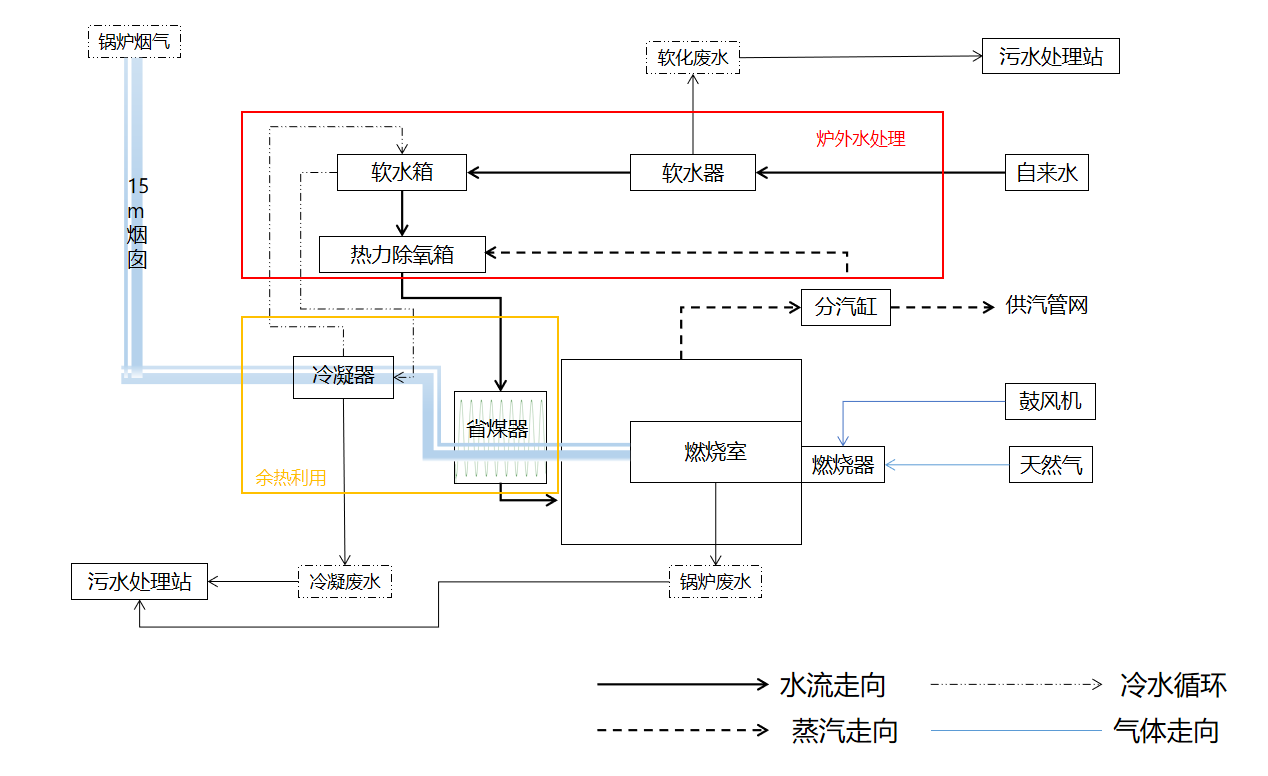 锅炉烟气
软化废水
污水处理站
炉外水处理
软水箱
软水器
自来水
15
m
烟
囱
热力除氧箱
分汽缸
供汽管网
冷凝器
鼓风机
省煤器
燃烧室
燃烧器
天然气
余热利用
污水处理站
冷凝废水
锅炉废水
水流走向
冷水循环
蒸汽走向
气体走向